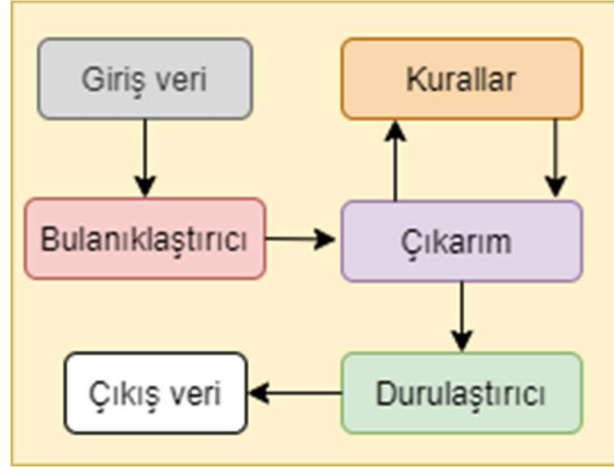 Giriş veri
Kurallar
Bulanıklaştırıcı
Çıkarım
Çıkış veri
Durulaştırıcı